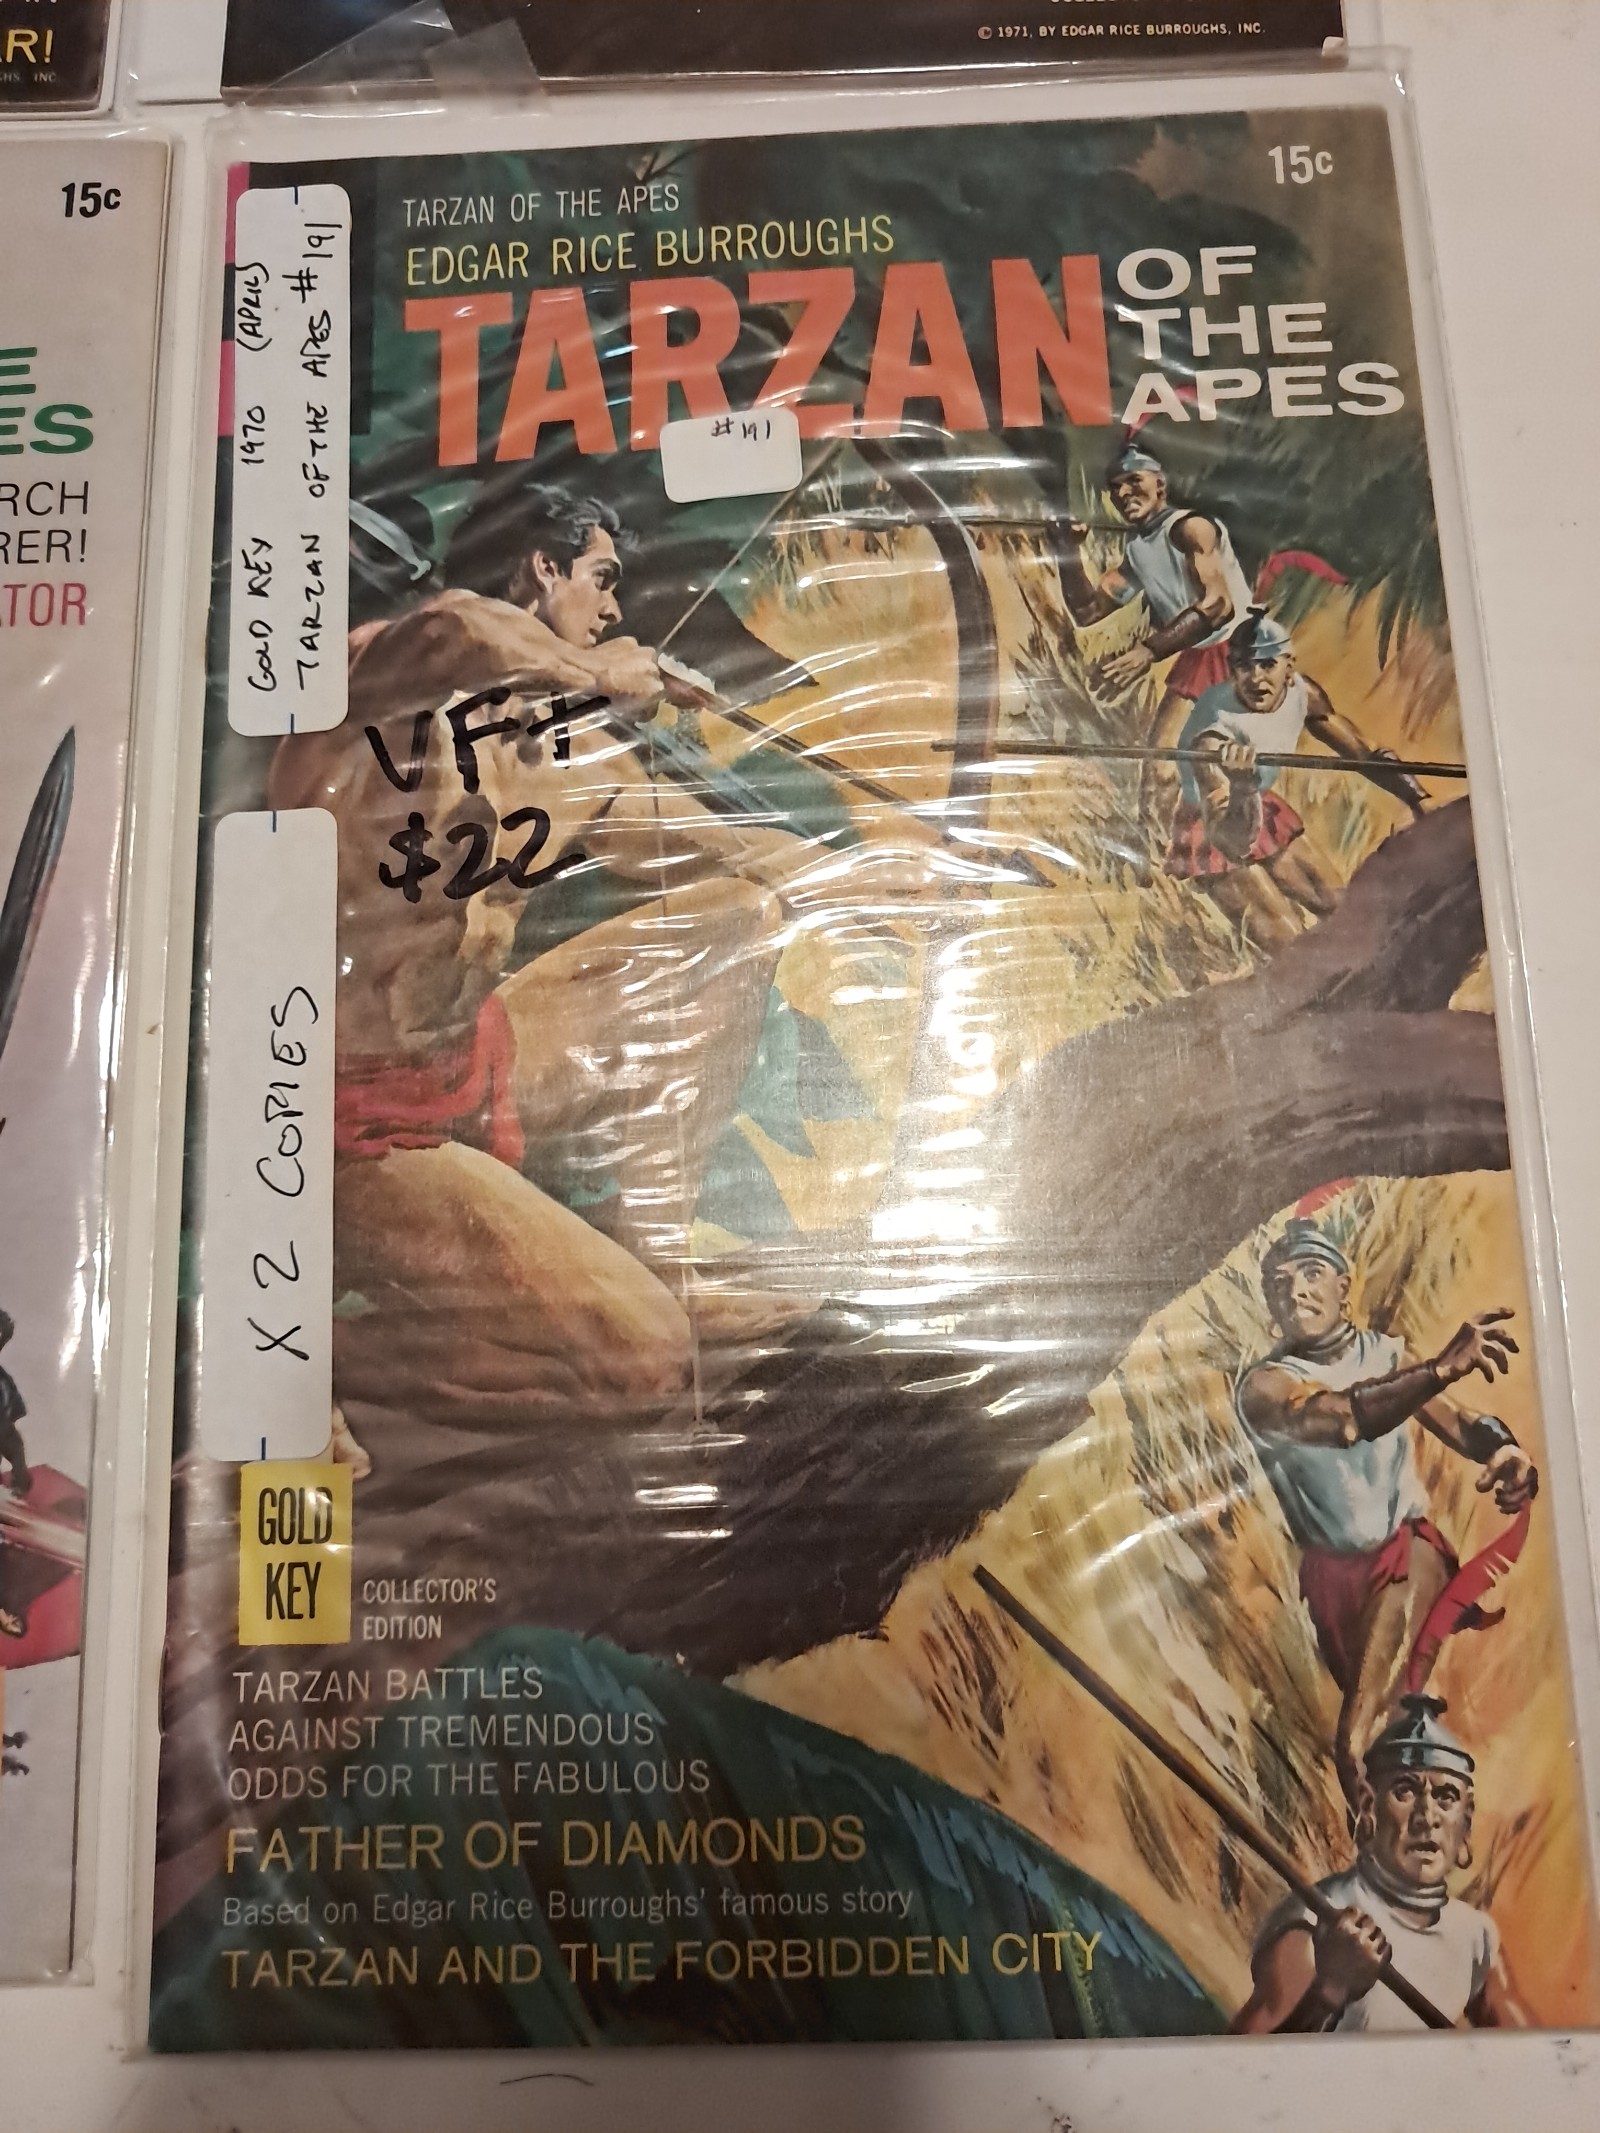 R!
GHS. INC
© 1971, BY EDGAR RICE BURROUGHS, INC.
15c
E
ES
RCH
RER!
ATOR
15c
TARZAN OF THE APES
EDGAR RICE BURROUGHS
TARZAN
OF
THE
APES
GOLD KEY 1970 (APRIL)
TARZAN OF THE APES #191
#191
VF+
$22
X 2 COPIES
GOLD
KEY
COLLECTOR'S
EDITION
TARZAN BATTLES
AGAINST TREMENDOUS
ODDS FOR THE FABULOUS
FATHER OF DIAMONDS
Based on Edgar Rice Burroughs' famous story
TARZAN AND THE FORBIDDEN CITY